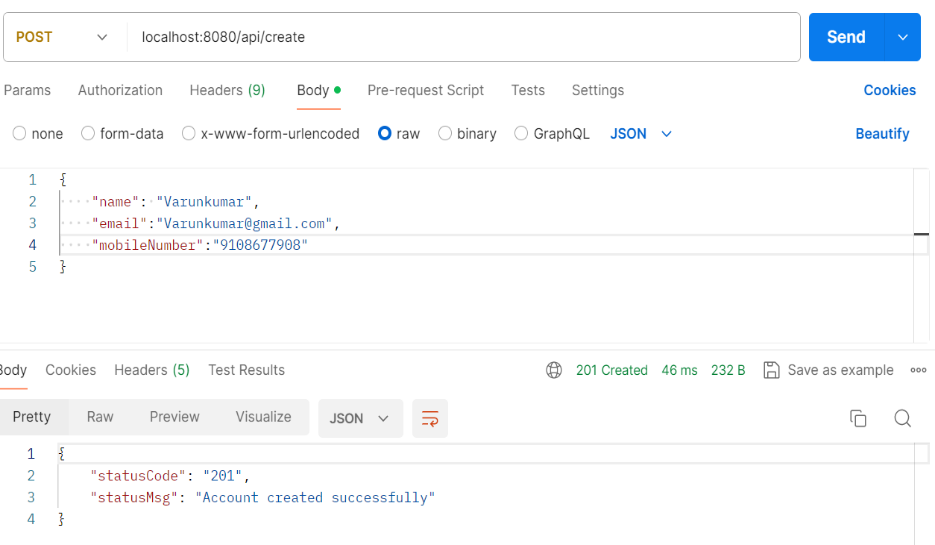 POST localhost:8080/api/create Send
Params Authorization Headers (9) Body Pre-request Script Tests Settings Cookies
none form-data x-www-form-urlencoded raw binary GraphQL JSON Beautify
1 {
2 ····"name":·"Varunkumar",
3 ····"email":"Varunkumar@gmail.com",
4 ····"mobileNumber":"9108677908"
5 }
Body Cookies Headers (5) Test Results 201 Created 46 ms 232 B Save as example
Pretty Raw Preview Visualize JSON
1 {
2 "statusCode": "201",
3 "statusMsg": "Account created successfully"
4 }